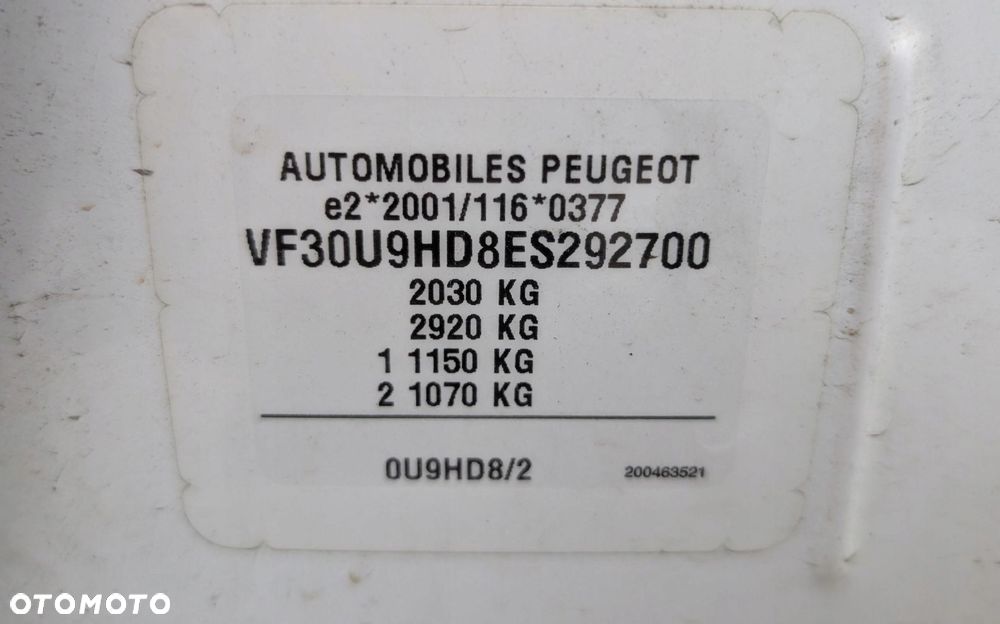 AUTOMOBILES PEUGEOT
e2*2001/116*0377
VF30U9HD8ES292700
2030 KG
2920 KG
1 1150 KG
2 1070 KG
0U9HD8/2
200463521
OTOMOTO